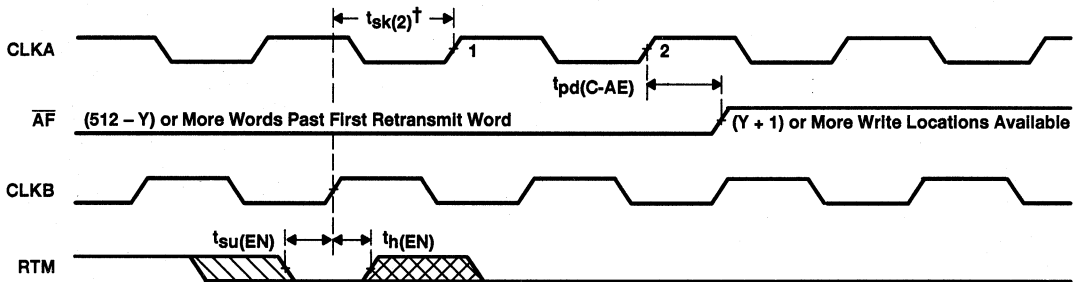 tsk(2)†
CLKA
1
2
tpd(C-AE)
AF
(512 – Y) or More Words Past First Retransmit Word
(Y + 1) or More Write Locations Available
CLKB
tsu(EN)
th(EN)
RTM